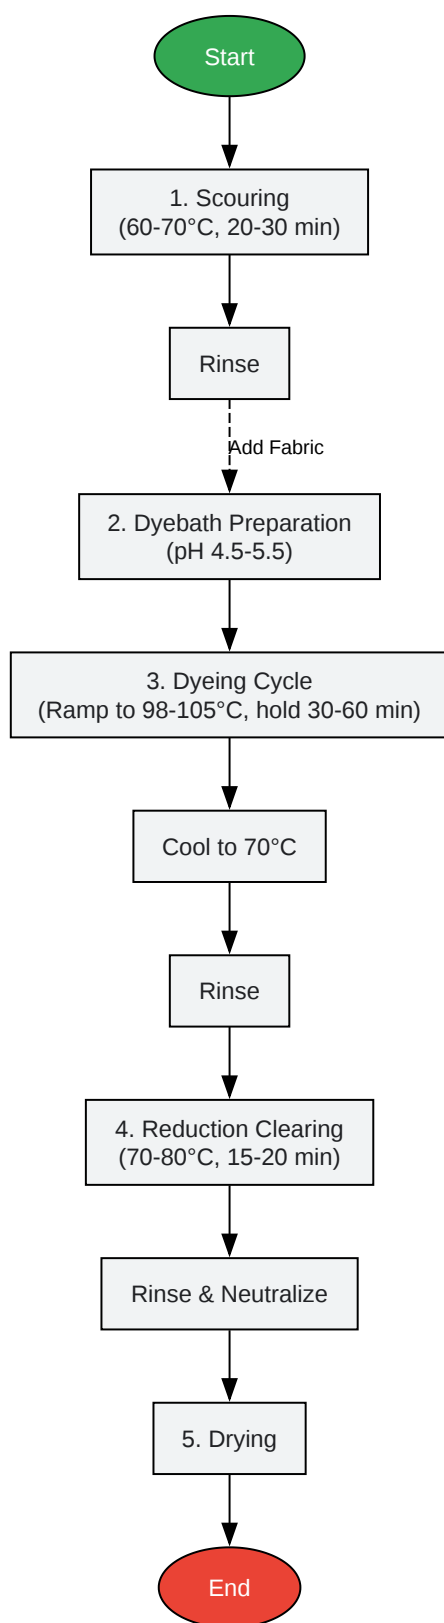 Start
1. Scouring
(60-70°C, 20-30 min)
Rinse
Add Fabric
2. Dyebath Preparation
(pH 4.5-5.5)
3. Dyeing Cycle
(Ramp to 98-105°C, hold 30-60 min)
Cool to 70°C
Rinse
4. Reduction Clearing
(70-80°C, 15-20 min)
Rinse & Neutralize
5. Drying
End